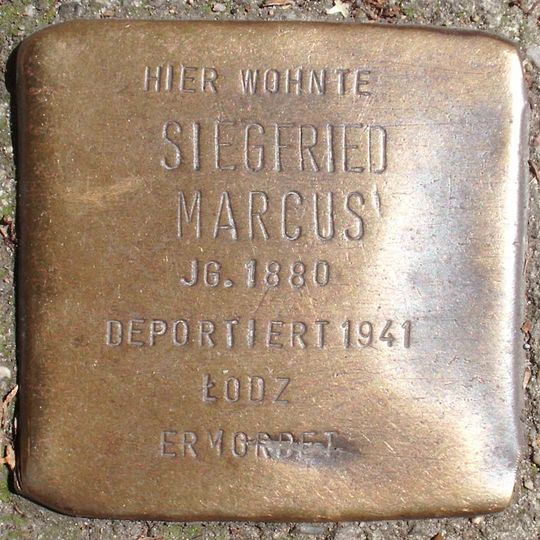 HIER WOHNTE
SIEGFRIED
MARCUS
JG. 1880
DEPORTIERT 1941
ŁODZ
ERMORDET